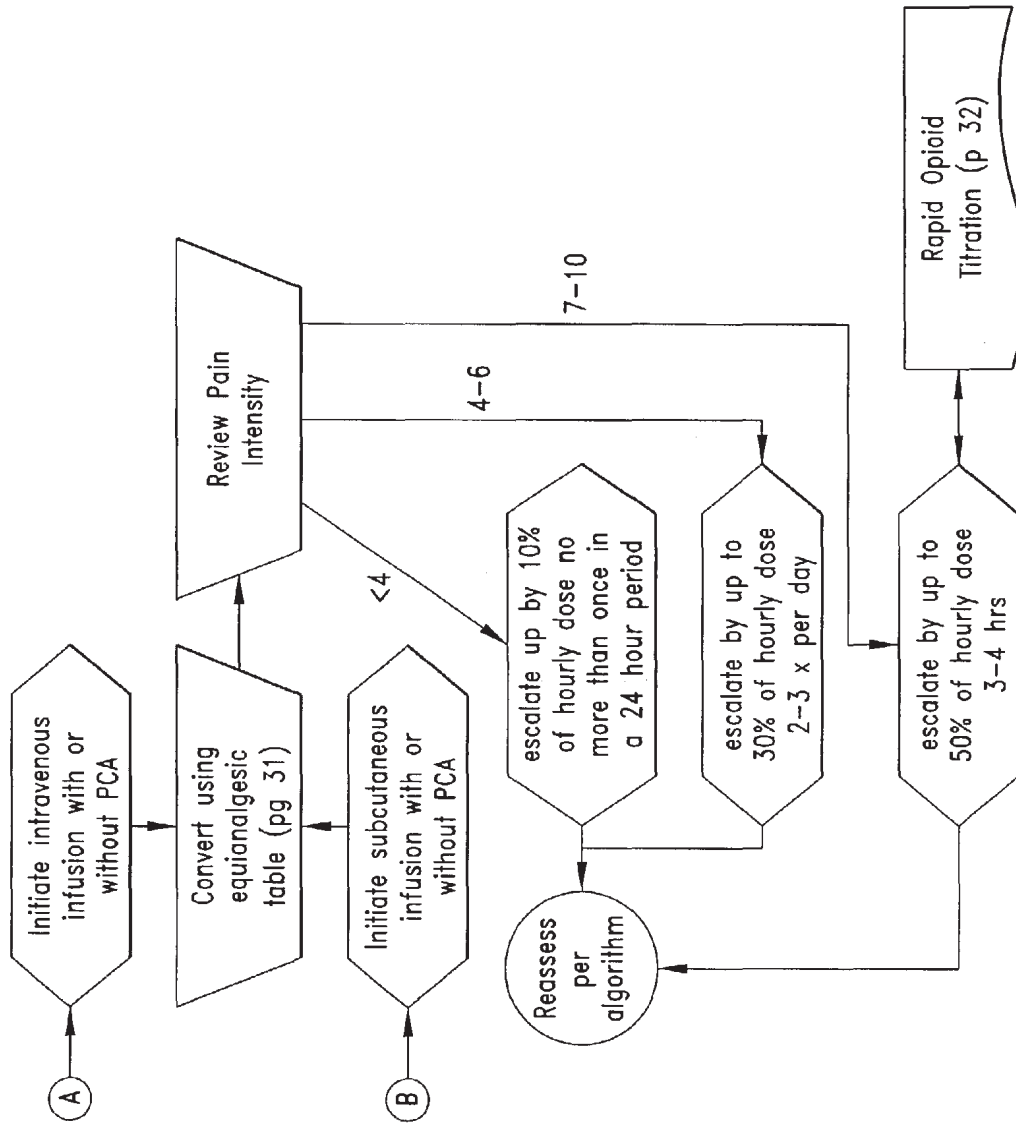 A
Initiate intravenous
infusion with or
without PCA
Convert using
equianalgesic
table (pg 31)
B
Initiate subcutaneous
infusion with or
without PCA
Review Pain
Intensity
<4
4-6
7-10
escalate up by 10%
of hourly dose no
more than once in
a 24 hour period
escalate by up to
30% of hourly dose
2-3 x per day
escalate by up to
50% of hourly dose
3-4 hrs
Reassess
per
algorithm
Rapid Opioid
Titration (p 32)